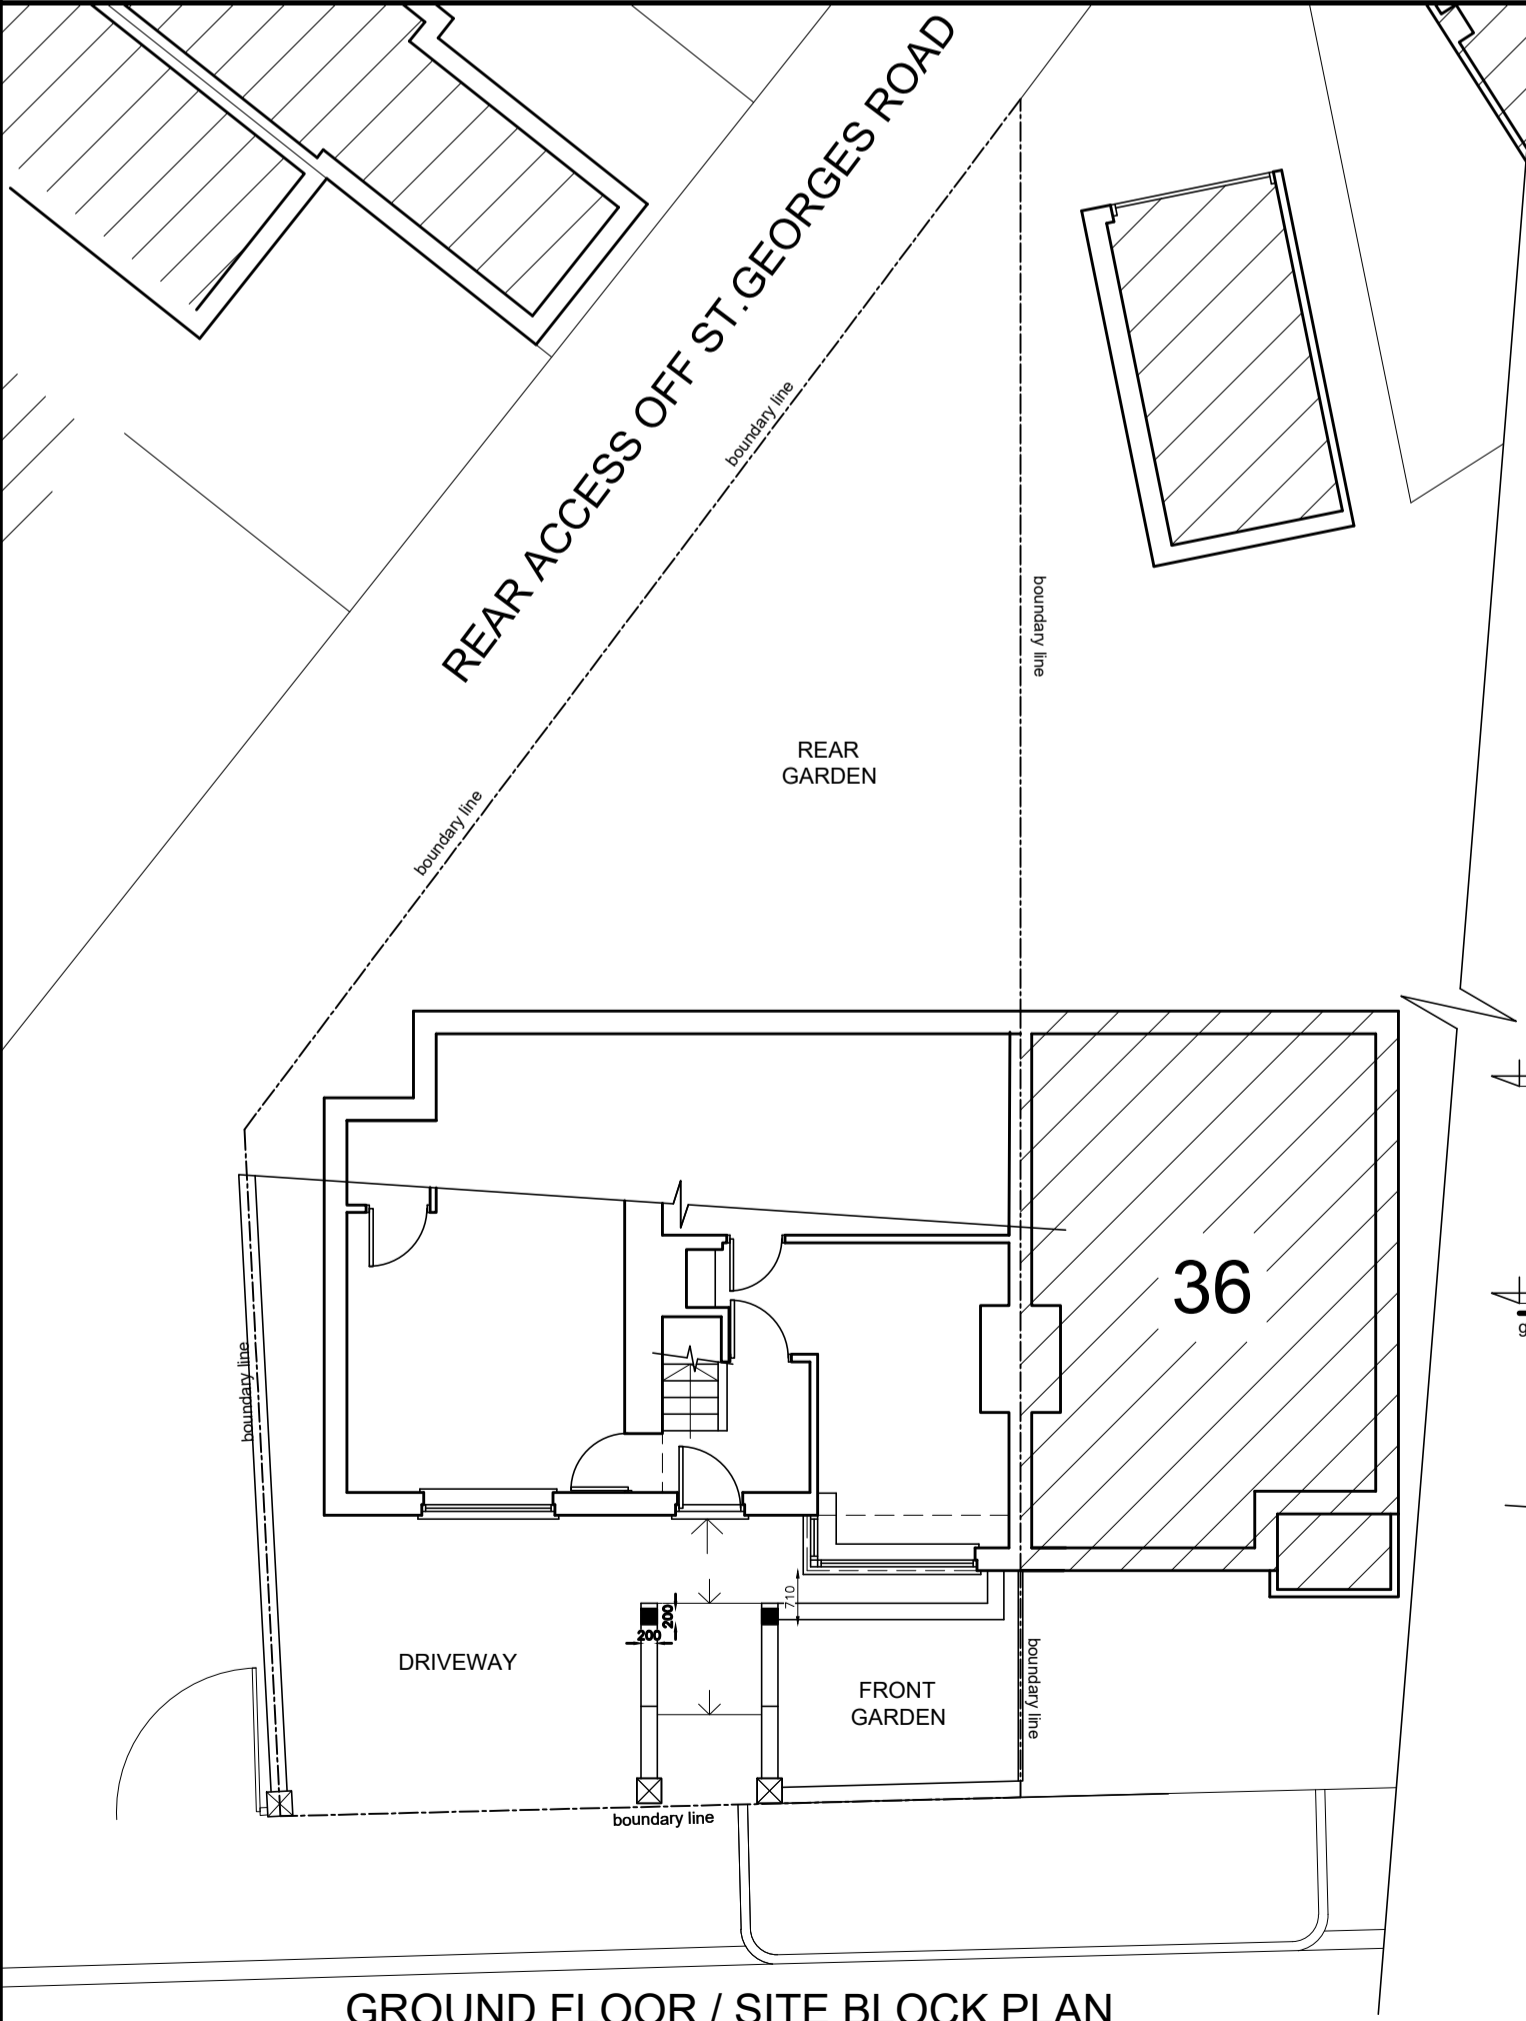 REAR ACCESS OFF ST.GEORGES ROAD
boundary line
boundary line
REAR
GARDEN
boundary line
36
g
boundary line
710
200
200
DRIVEWAY
FRONT
GARDEN
boundary line
boundary line
GROUND FLOOR / SITE BLOCK PLAN